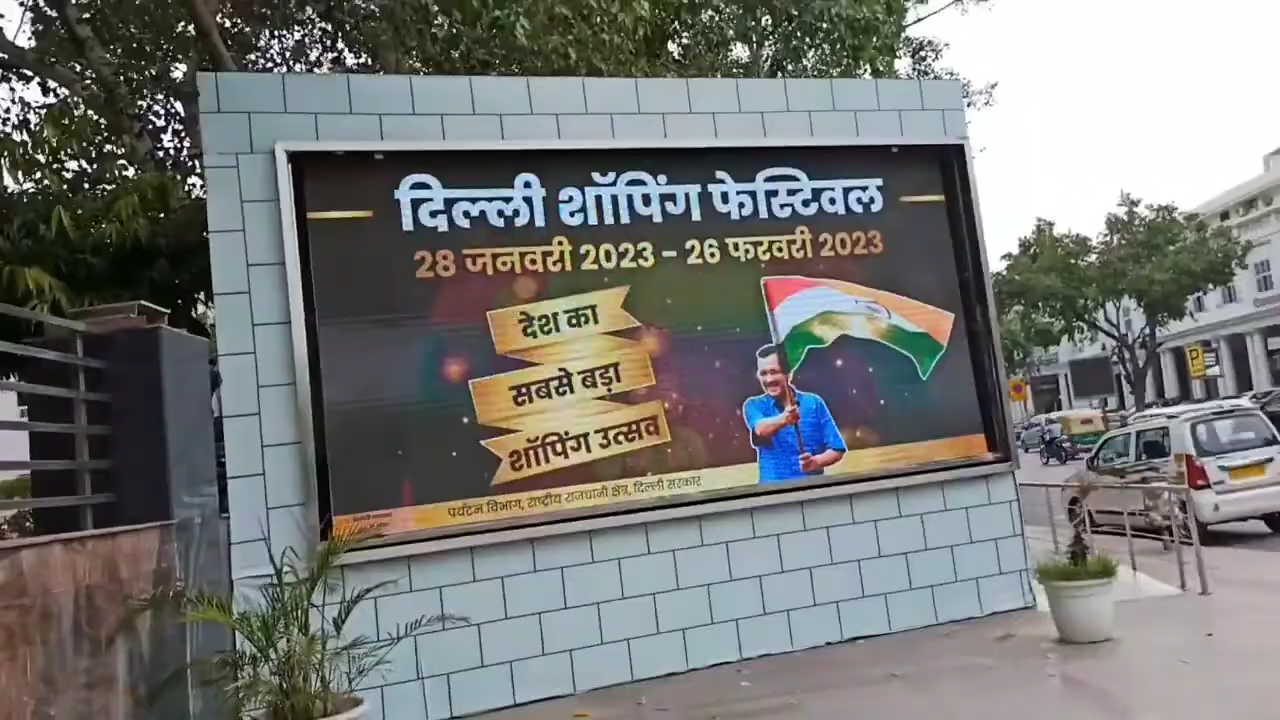 दिल्ली शॉपिंग फेस्टिवल
28 जनवरी 2023 - 26 फरवरी 2023
देश का
सबसे बड़ा
शॉपिंग उत्सव
पर्यटन विभाग, राष्ट्रीय राजधानी क्षेत्र, दिल्ली सरकार
P